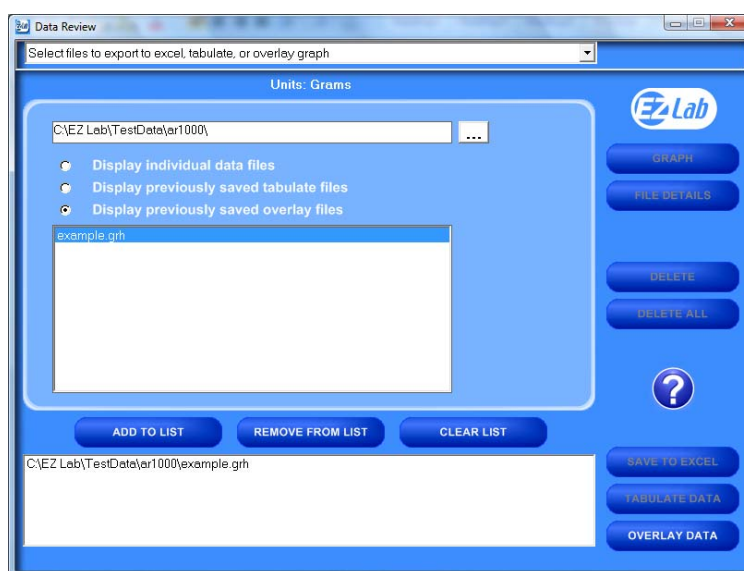 Data Review
Select files to export to excel, tabulate, or overlay graph
Units: Grams
EZ Lab
C:\EZ Lab\TestData\ar1000\
...
GRAPH
Display individual data files
Display previously saved tabulate files
FILE DETAILS
Display previously saved overlay files
example.grh
DELETE
DELETE ALL
?
ADD TO LIST
REMOVE FROM LIST
CLEAR LIST
C:\EZ Lab\TestData\ar1000\example.grh
SAVE TO EXCEL
TABULATE DATA
OVERLAY DATA